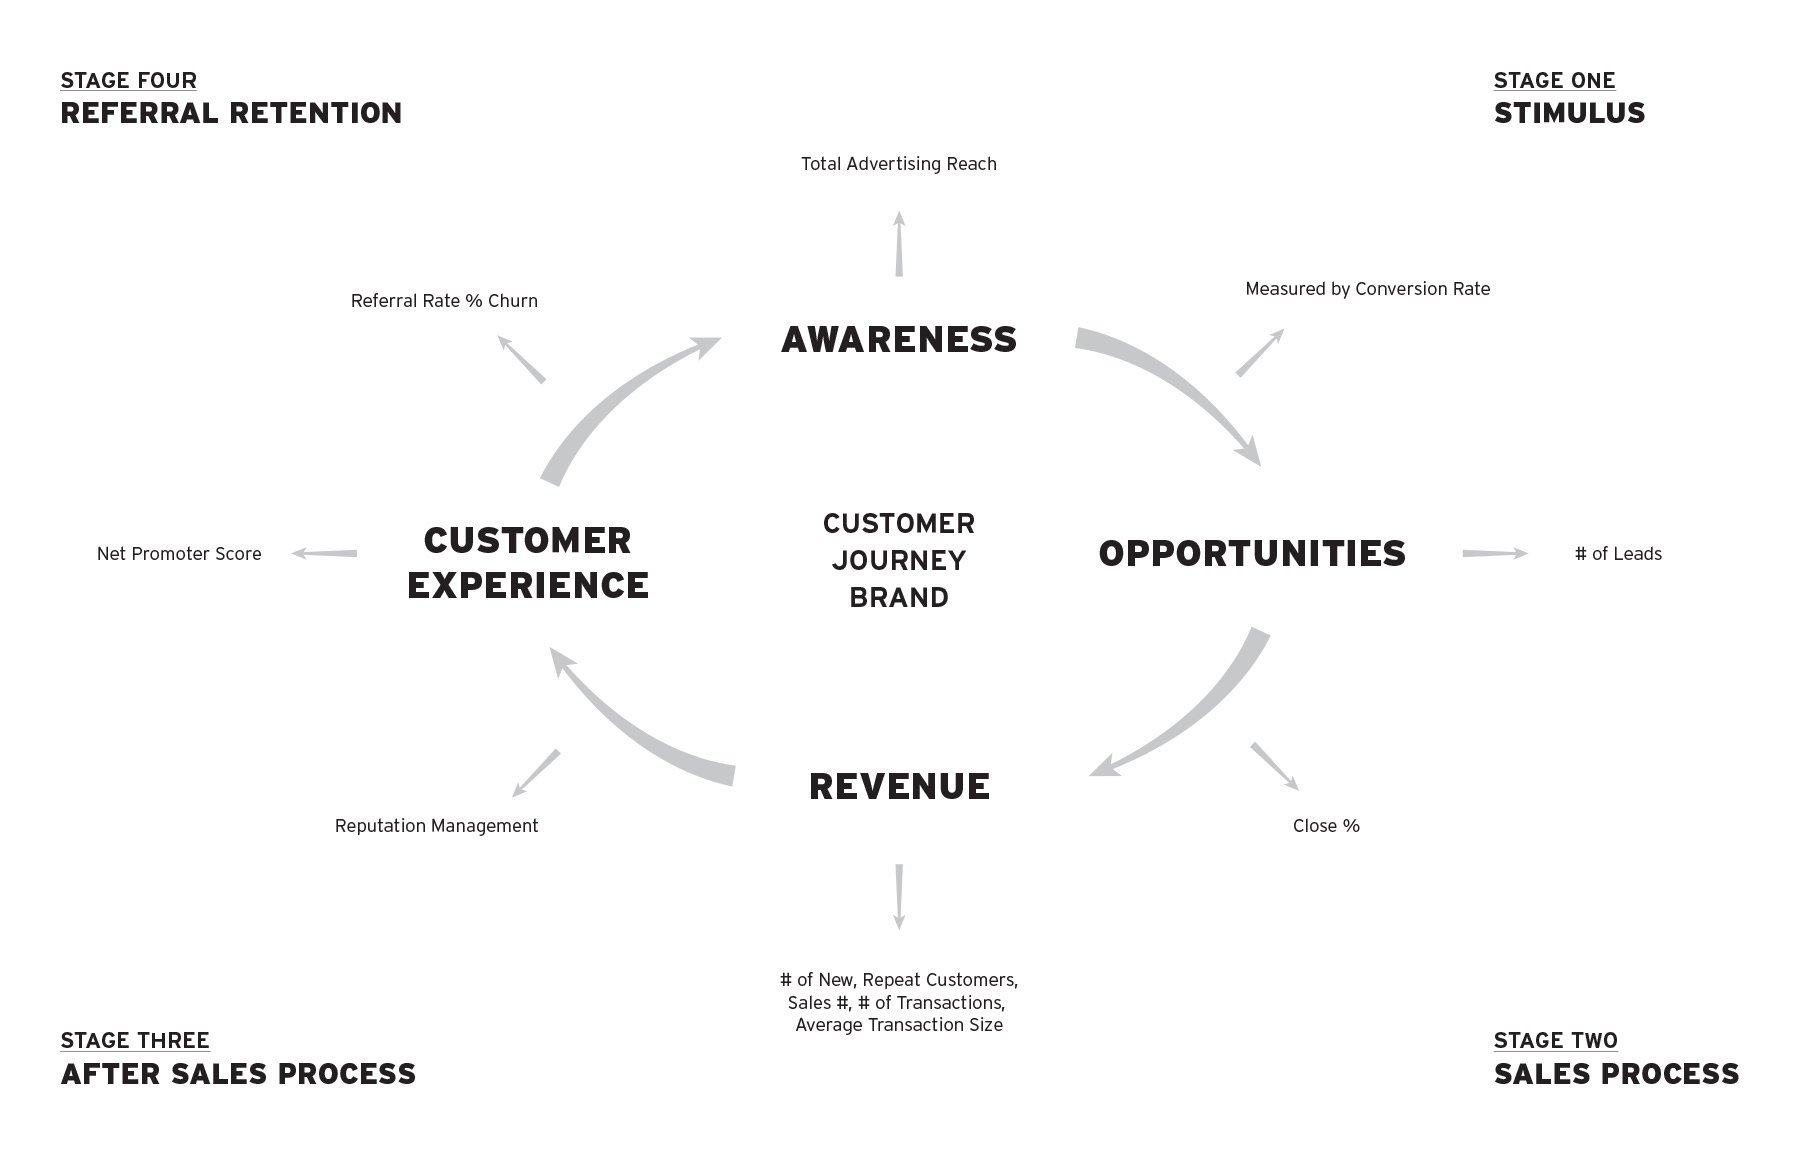 STAGE FOUR
REFERRAL RETENTION
STAGE ONE
STIMULUS
Total Advertising Reach
Referral Rate % Churn
Measured by Conversion Rate
AWARENESS
CUSTOMER
EXPERIENCE
Net Promoter Score
CUSTOMER
JOURNEY
BRAND
OPPORTUNITIES
# of Leads
REVENUE
Reputation Management
Close %
# of New, Repeat Customers,
Sales #, # of Transactions,
Average Transaction Size
STAGE THREE
AFTER SALES PROCESS
STAGE TWO
SALES PROCESS